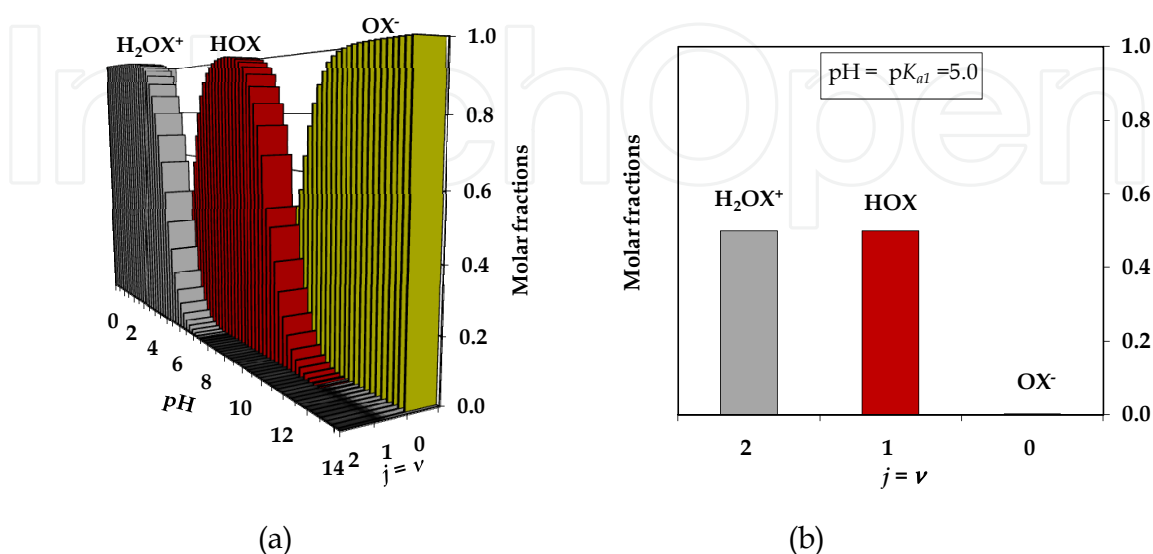 InTechOpen
H₂OX⁺ HOX OX⁻
1.0
0.8
0.6
0.4
0.2
0.0
Molar fractions
0
2
4
6
8
10
12
14
pH
2 1 0
j = ν
(a)
pH = pKₐ₁ =5.0
H₂OX⁺
HOX
OX⁻
Molar fractions
1.0
0.8
0.6
0.4
0.2
0.0
2 1 0
j = ν
(b)